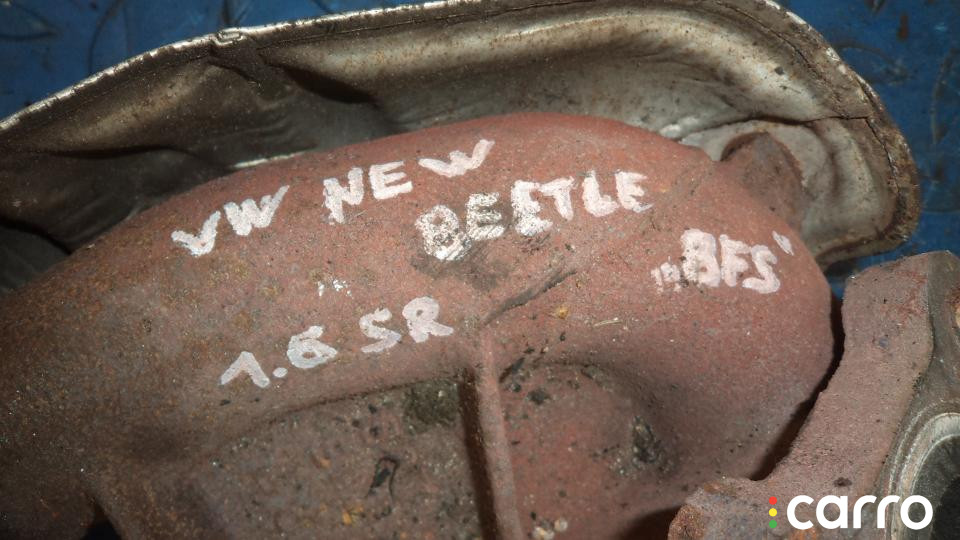 VW NEW
BEETLE
"BFS"
1.6 SR
carro